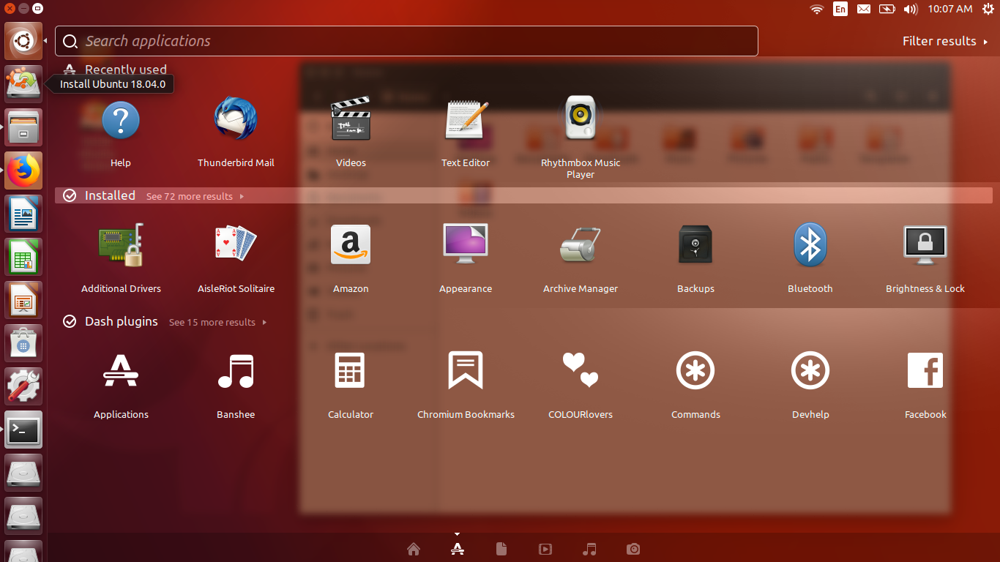 En
10:07 AM
Search applications
Filter results
Recently used
Install Ubuntu 18.04.0
Help
Thunderbird Mail
Videos
Text Editor
Rhythmbox Music
Player
Installed See 72 more results
Additional Drivers
AisleRiot Solitaire
Amazon
Appearance
Archive Manager
Backups
Bluetooth
Brightness & Lock
Dash plugins See 15 more results
Applications
Banshee
Calculator
Chromium Bookmarks
COLOURlovers
Commands
Devhelp
Facebook